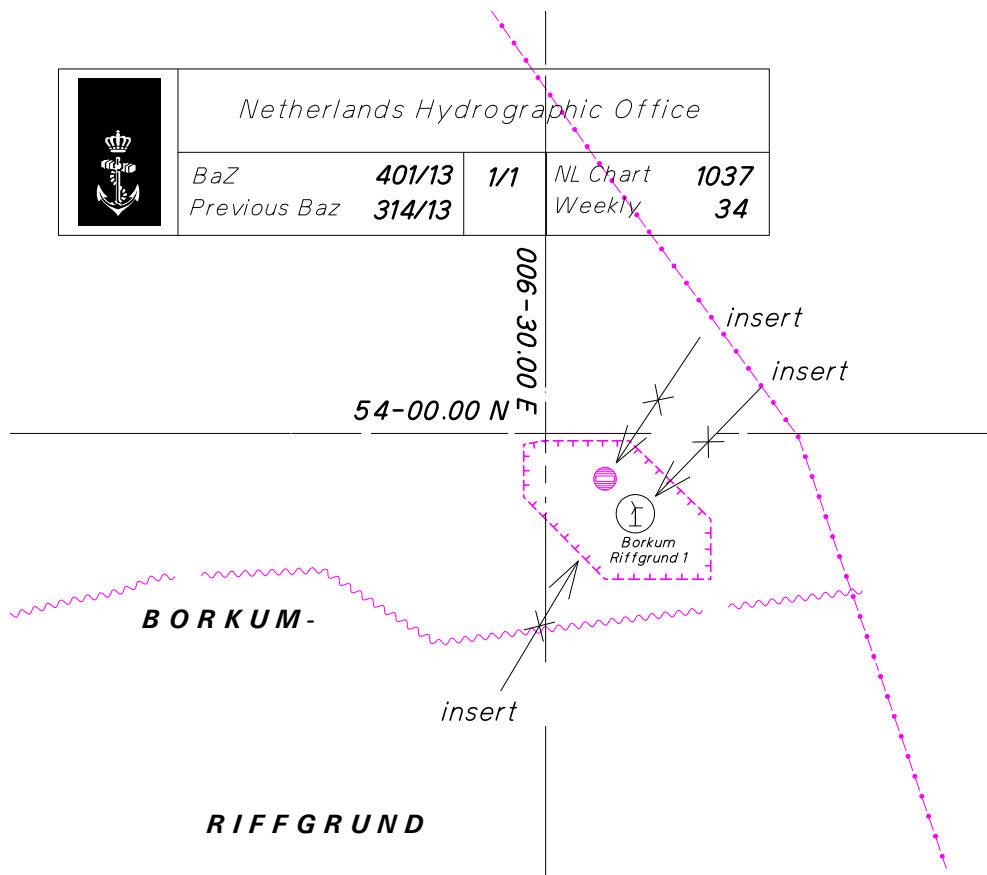 Netherlands Hydrographic Office
BaZ 401/13 1/1 NL Chart 1037
Previous Baz 314/13 Weekly 34
006-30.00 E
insert
insert
54-00.00 N
Borkum
Riffgrund 1
BORKUM-
insert
RIFFGRUND